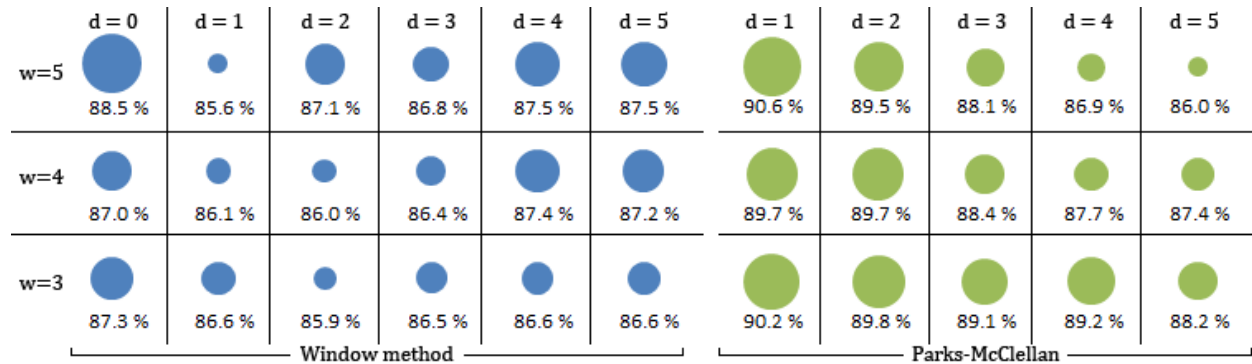 d = 0 d = 1 d = 2 d = 3 d = 4 d = 5 d = 1 d = 2 d = 3 d = 4 d = 5
w=5
88.5 % 85.6 % 87.1 % 86.8 % 87.5 % 87.5 % 90.6 % 89.5 % 88.1 % 86.9 % 86.0 %
w=4
87.0 % 86.1 % 86.0 % 86.4 % 87.4 % 87.2 % 89.7 % 89.7 % 88.4 % 87.7 % 87.4 %
w=3
87.3 % 86.6 % 85.9 % 86.5 % 86.6 % 86.6 % 90.2 % 89.8 % 89.1 % 89.2 % 88.2 %
Window method Parks-McClellan